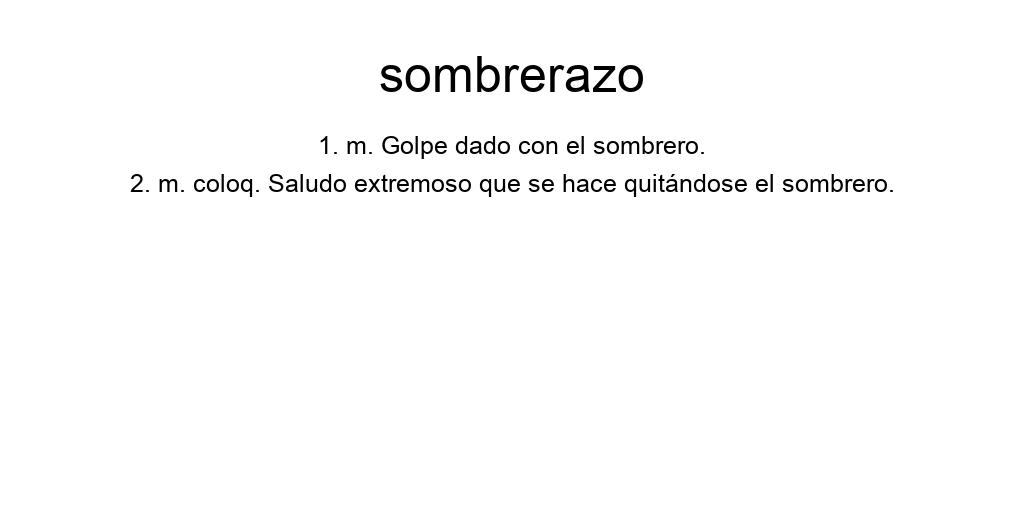 sombrerazo
1. m. Golpe dado con el sombrero.
2. m. coloq. Saludo extremoso que se hace quitándose el sombrero.